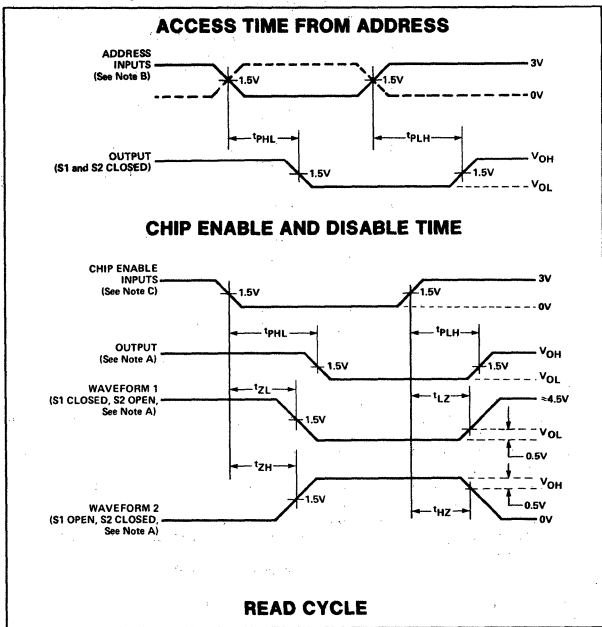 ACCESS TIME FROM ADDRESS
ADDRESS
INPUTS
(See Note B)
1.5V
1.5V
3V
0V
tPHL
tPLH
OUTPUT
(S1 and S2 CLOSED)
1.5V
1.5V
VOH
VOL
CHIP ENABLE AND DISABLE TIME
CHIP ENABLE
INPUTS
(See Note C)
1.5V
1.5V
3V
0V
tPHL
tPLH
OUTPUT
(See Note A)
1.5V
1.5V
VOH
VOL
WAVEFORM 1
(S1 CLOSED, S2 OPEN,
See Note A)
tZL
1.5V
tLZ
≈4.5V
VOL
0.5V
tZH
1.5V
VOH
0.5V
WAVEFORM 2
(S1 OPEN, S2 CLOSED,
See Note A)
tHZ
0V
READ CYCLE